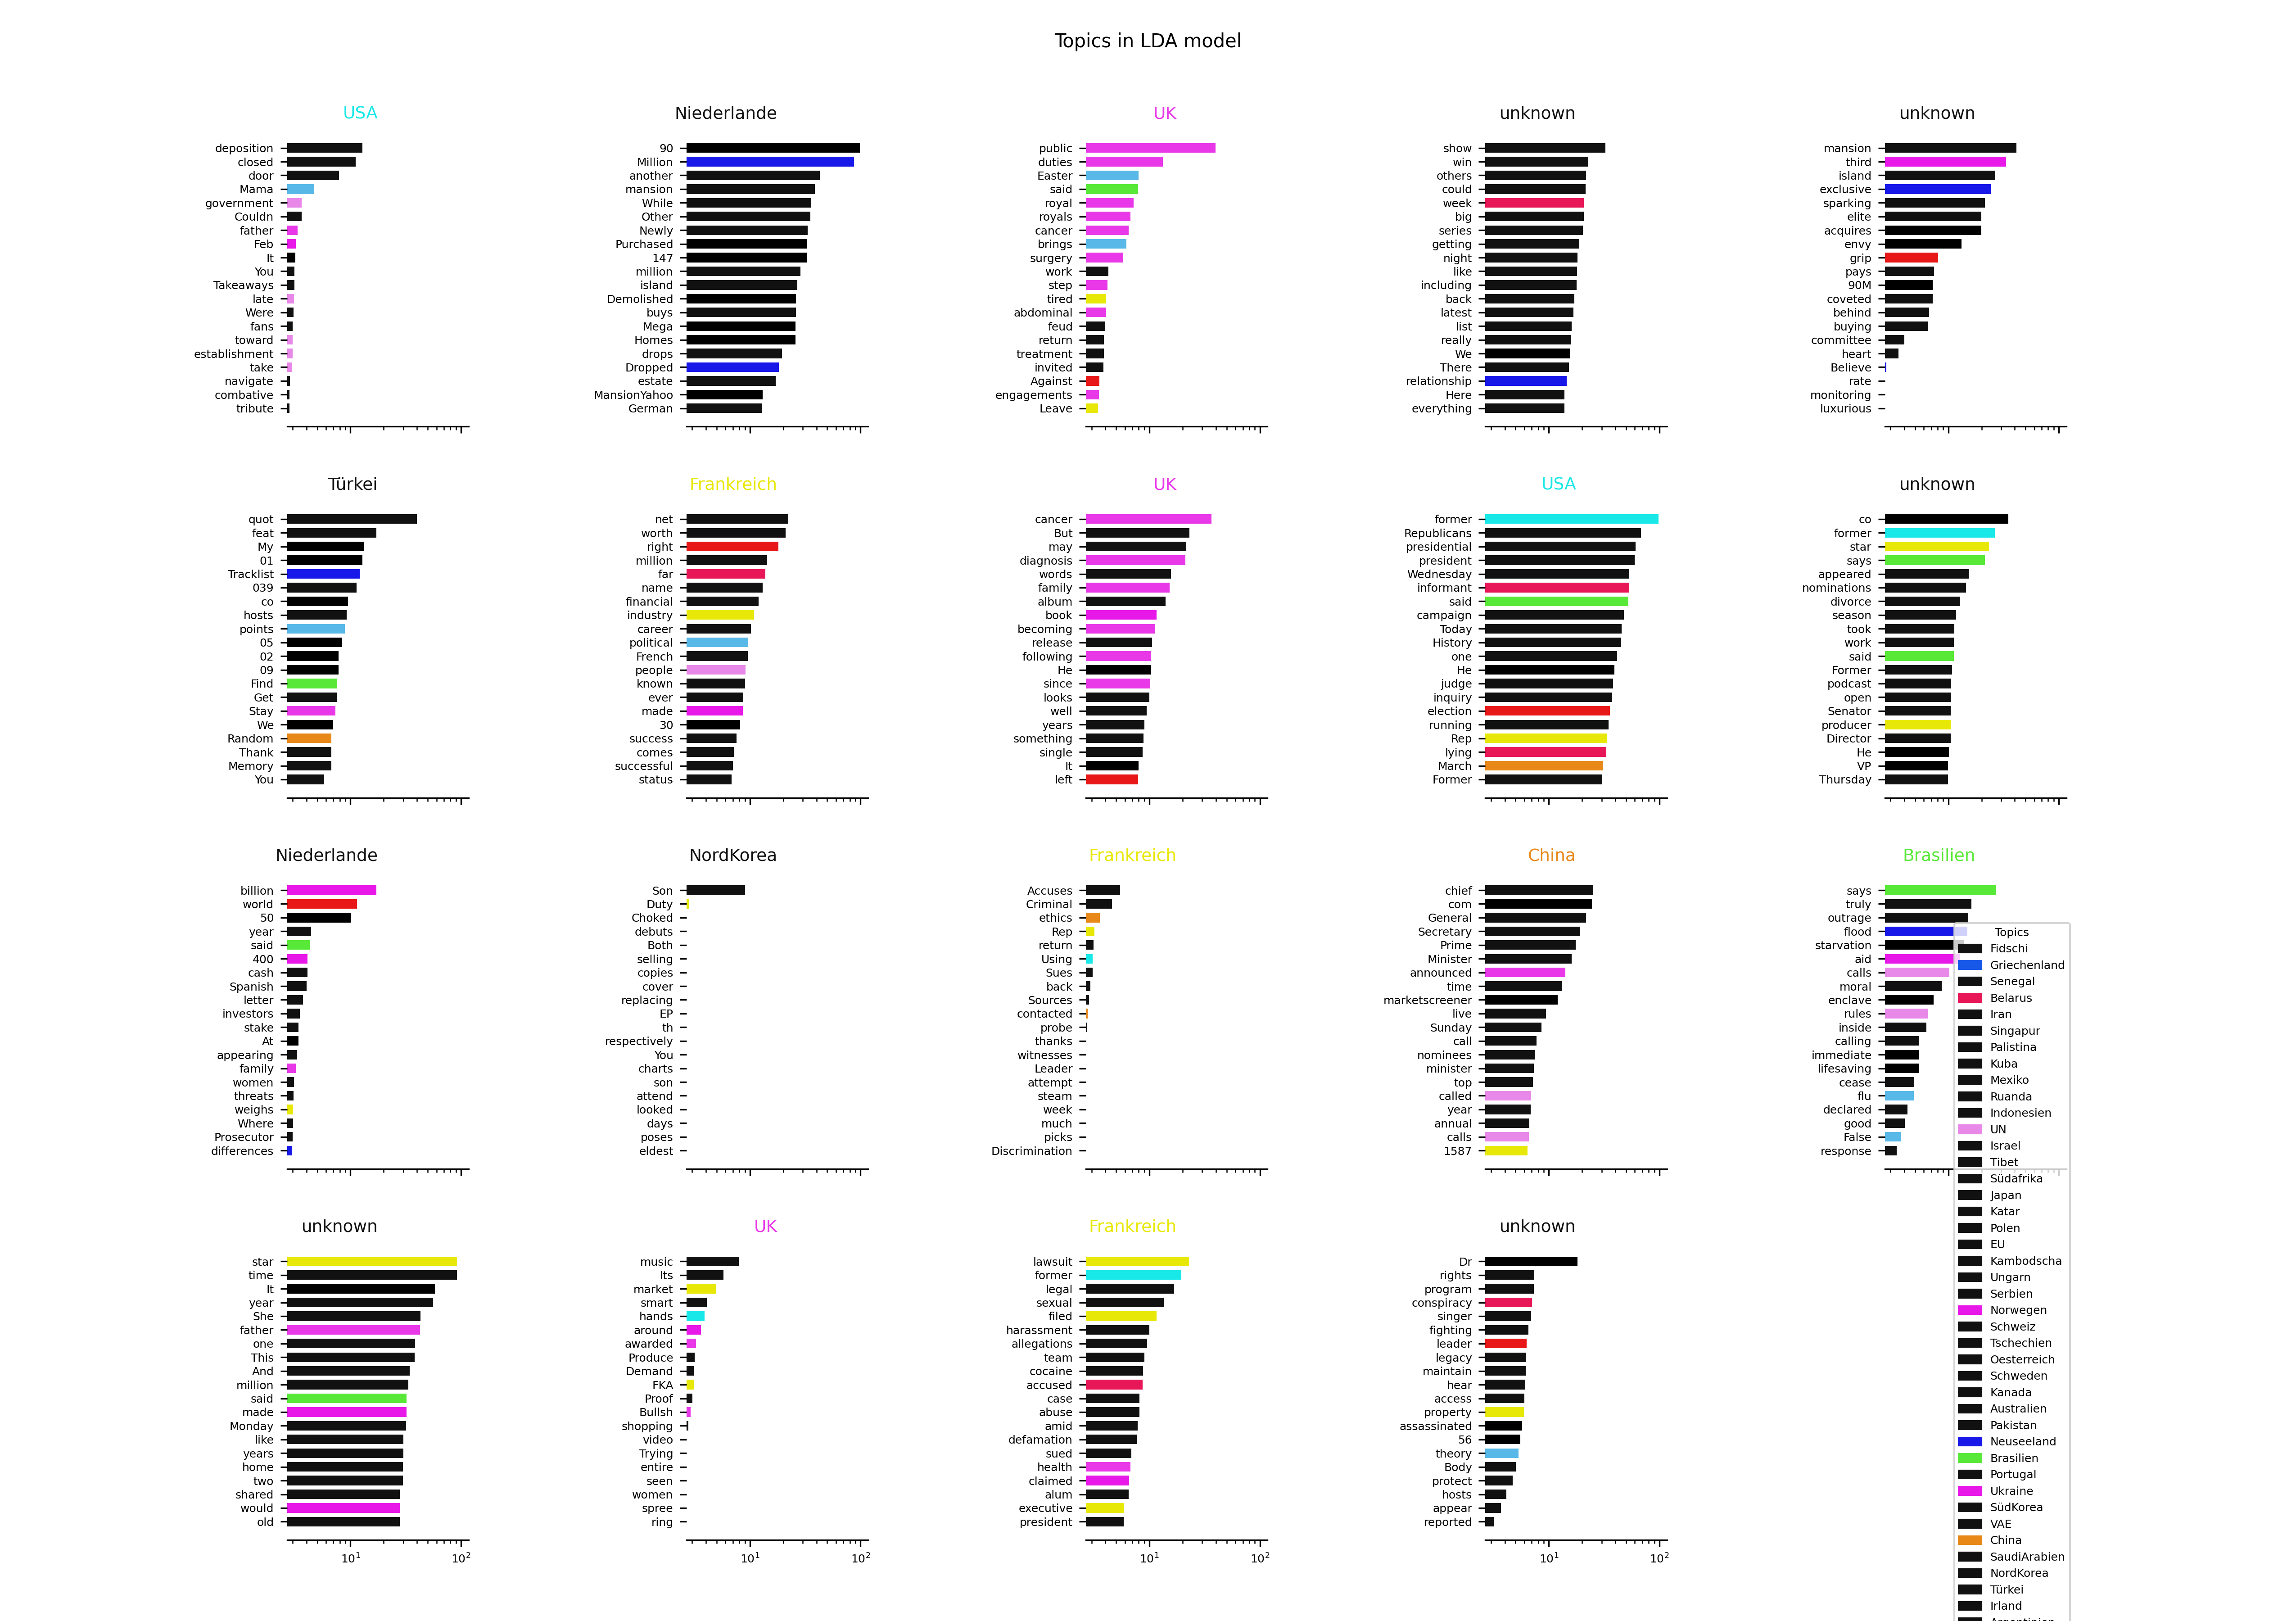 Topics in LDA model
USA
deposition
closed
door
Mama
government
Couldn
father
Feb
It
You
Takeaways
late
Were
fans
toward
establishment
take
navigate
combative
tribute
Niederlande
90
Million
another
mansion
While
Other
Newly
Purchased
147
million
island
Demolished
buys
Mega
Homes
drops
Dropped
estate
MansionYahoo
German
UK
public
duties
Easter
said
royal
royals
cancer
brings
surgery
work
step
tired
abdominal
feud
return
treatment
invited
Against
engagements
Leave
unknown
show
win
others
could
week
big
series
getting
night
like
including
back
latest
list
really
We
There
relationship
Here
everything
unknown
mansion
third
island
exclusive
sparking
elite
acquires
envy
grip
pays
90M
coveted
behind
buying
committee
heart
Believe
rate
monitoring
luxurious
Türkei
quot
feat
My
01
Tracklist
039
co
hosts
points
05
02
09
Find
Get
Stay
We
Random
Thank
Memory
You
Frankreich
net
worth
right
million
far
name
financial
industry
career
political
French
people
known
ever
made
30
success
comes
successful
status
UK
cancer
But
may
diagnosis
words
family
album
book
becoming
release
following
He
since
looks
well
years
something
single
It
left
USA
former
Republicans
presidential
president
Wednesday
informant
said
campaign
Today
History
one
He
judge
inquiry
election
running
Rep
lying
March
Former
unknown
co
former
star
says
appeared
nominations
divorce
season
took
work
said
Former
podcast
open
Senator
producer
Director
He
VP
Thursday
Niederlande
billion
world
50
year
said
400
cash
Spanish
letter
investors
stake
At
appearing
family
women
threats
weighs
Where
Prosecutor
differences
NordKorea
Son
Duty
Choked
debuts
Both
selling
copies
cover
replacing
EP
th
respectively
You
charts
son
attend
looked
days
poses
eldest
Frankreich
Accuses
Criminal
ethics
Rep
return
Using
Sues
back
Sources
contacted
probe
thanks
witnesses
Leader
attempt
steam
week
much
picks
Discrimination
China
chief
com
General
Secretary
Prime
Minister
announced
time
marketscreener
live
Sunday
call
nominees
minister
top
called
year
annual
calls
1587
Brasilien
says
truly
outrage
flood
starvation
aid
calls
moral
enclave
rules
inside
calling
immediate
lifesaving
cease
flu
declared
good
False
response
unknown
star
time
It
year
She
father
one
This
And
million
said
made
Monday
like
years
home
two
shared
would
old
10¹ 10²
UK
music
Its
market
smart
hands
around
awarded
Produce
Demand
FKA
Proof
Bullsh
shopping
video
Trying
entire
seen
women
spree
ring
10¹ 10²
Frankreich
lawsuit
former
legal
sexual
filed
harassment
allegations
team
cocaine
accused
case
abuse
amid
defamation
sued
health
claimed
alum
executive
president
10¹ 10²
unknown
Dr
rights
program
conspiracy
singer
fighting
leader
legacy
maintain
hear
access
property
assassinated
56
theory
Body
protect
hosts
appear
reported
10¹ 10²
Topics
Fidschi
Griechenland
Senegal
Belarus
Iran
Singapur
Palistina
Kuba
Mexiko
Ruanda
Indonesien
UN
Israel
Tibet
Südafrika
Japan
Katar
Polen
EU
Kambodscha
Ungarn
Serbien
Norwegen
Schweiz
Tschechien
Oesterreich
Schweden
Kanada
Australien
Pakistan
Neuseeland
Brasilien
Portugal
Ukraine
SüdKorea
VAE
China
SaudiArabien
NordKorea
Türkei
Irland